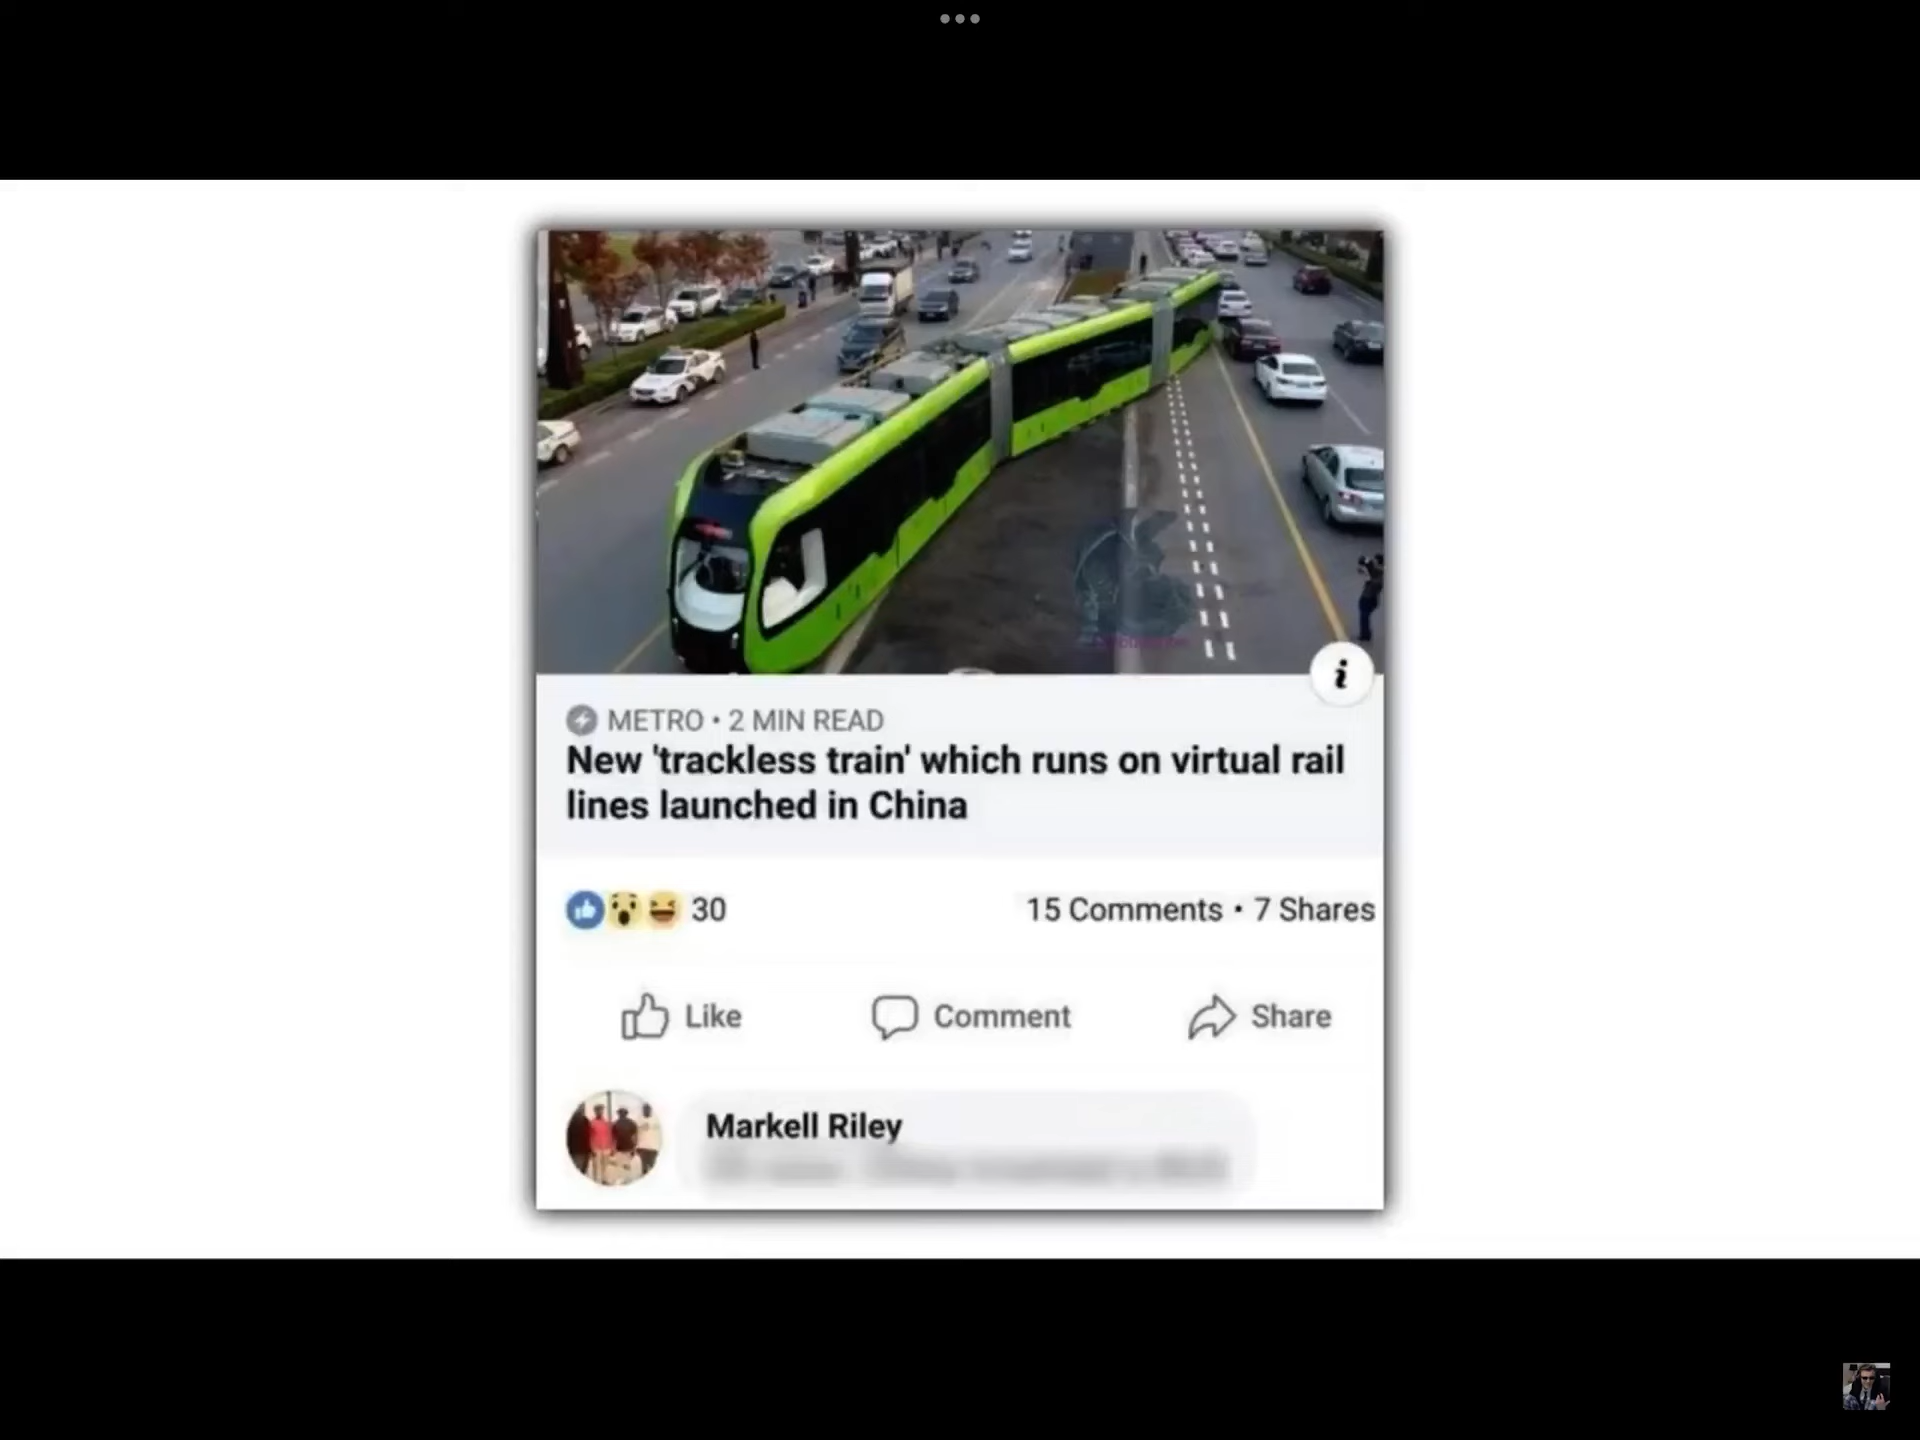 METRO • 2 MIN READ
New 'trackless train' which runs on virtual rail
lines launched in China
30
15 Comments • 7 Shares
Like
Comment
Share
Markell Riley